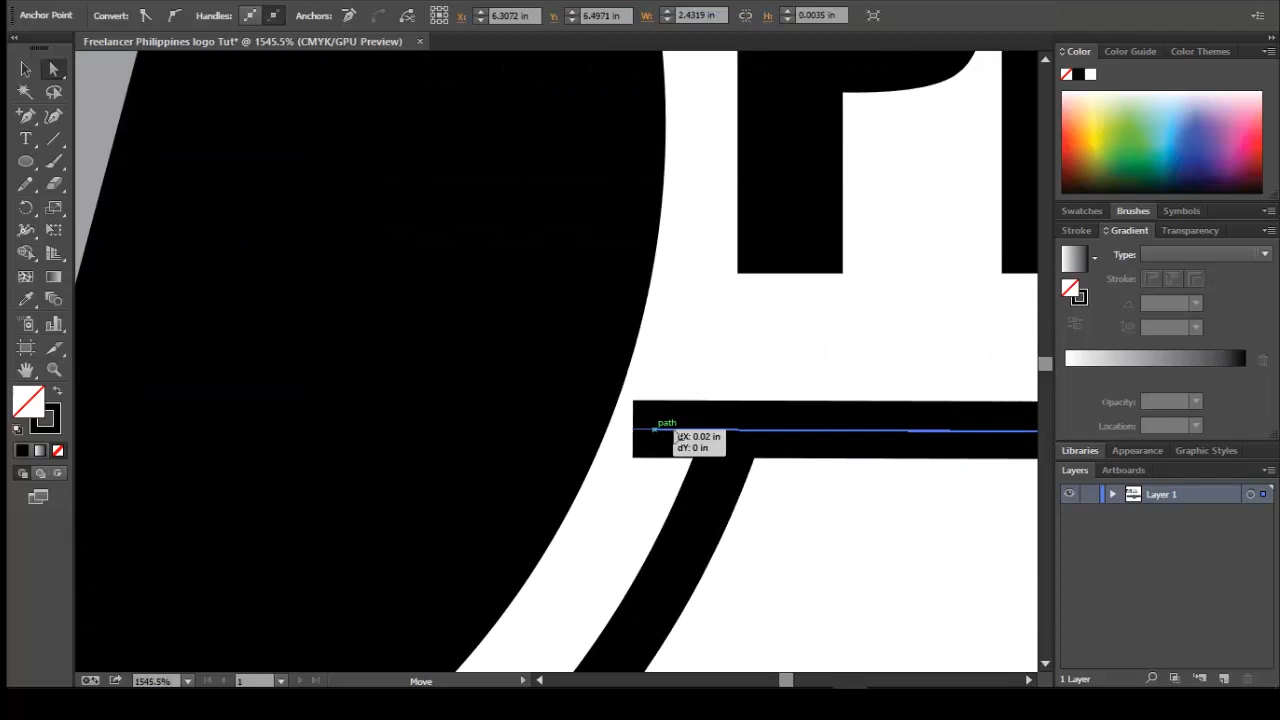 Anchor Point Convert: Handles: Anchors: X: 6.3072 in Y: 6.4971 in W: 2.4319 in H: 0.0035 in
Freelancer Philippines logo Tut* @ 1545.5% (CMYK/GPU Preview) ×
Color Color Guide Color Themes
Swatches Brushes Symbols
Stroke Gradient Transparency
Type:
Stroke:
Opacity:
Location:
path
dX: 0.02 in
dY: 0 in
Libraries Appearance Graphic Styles
Layers Artboards
Layer 1
1 Layer
1545.5% 1 Move